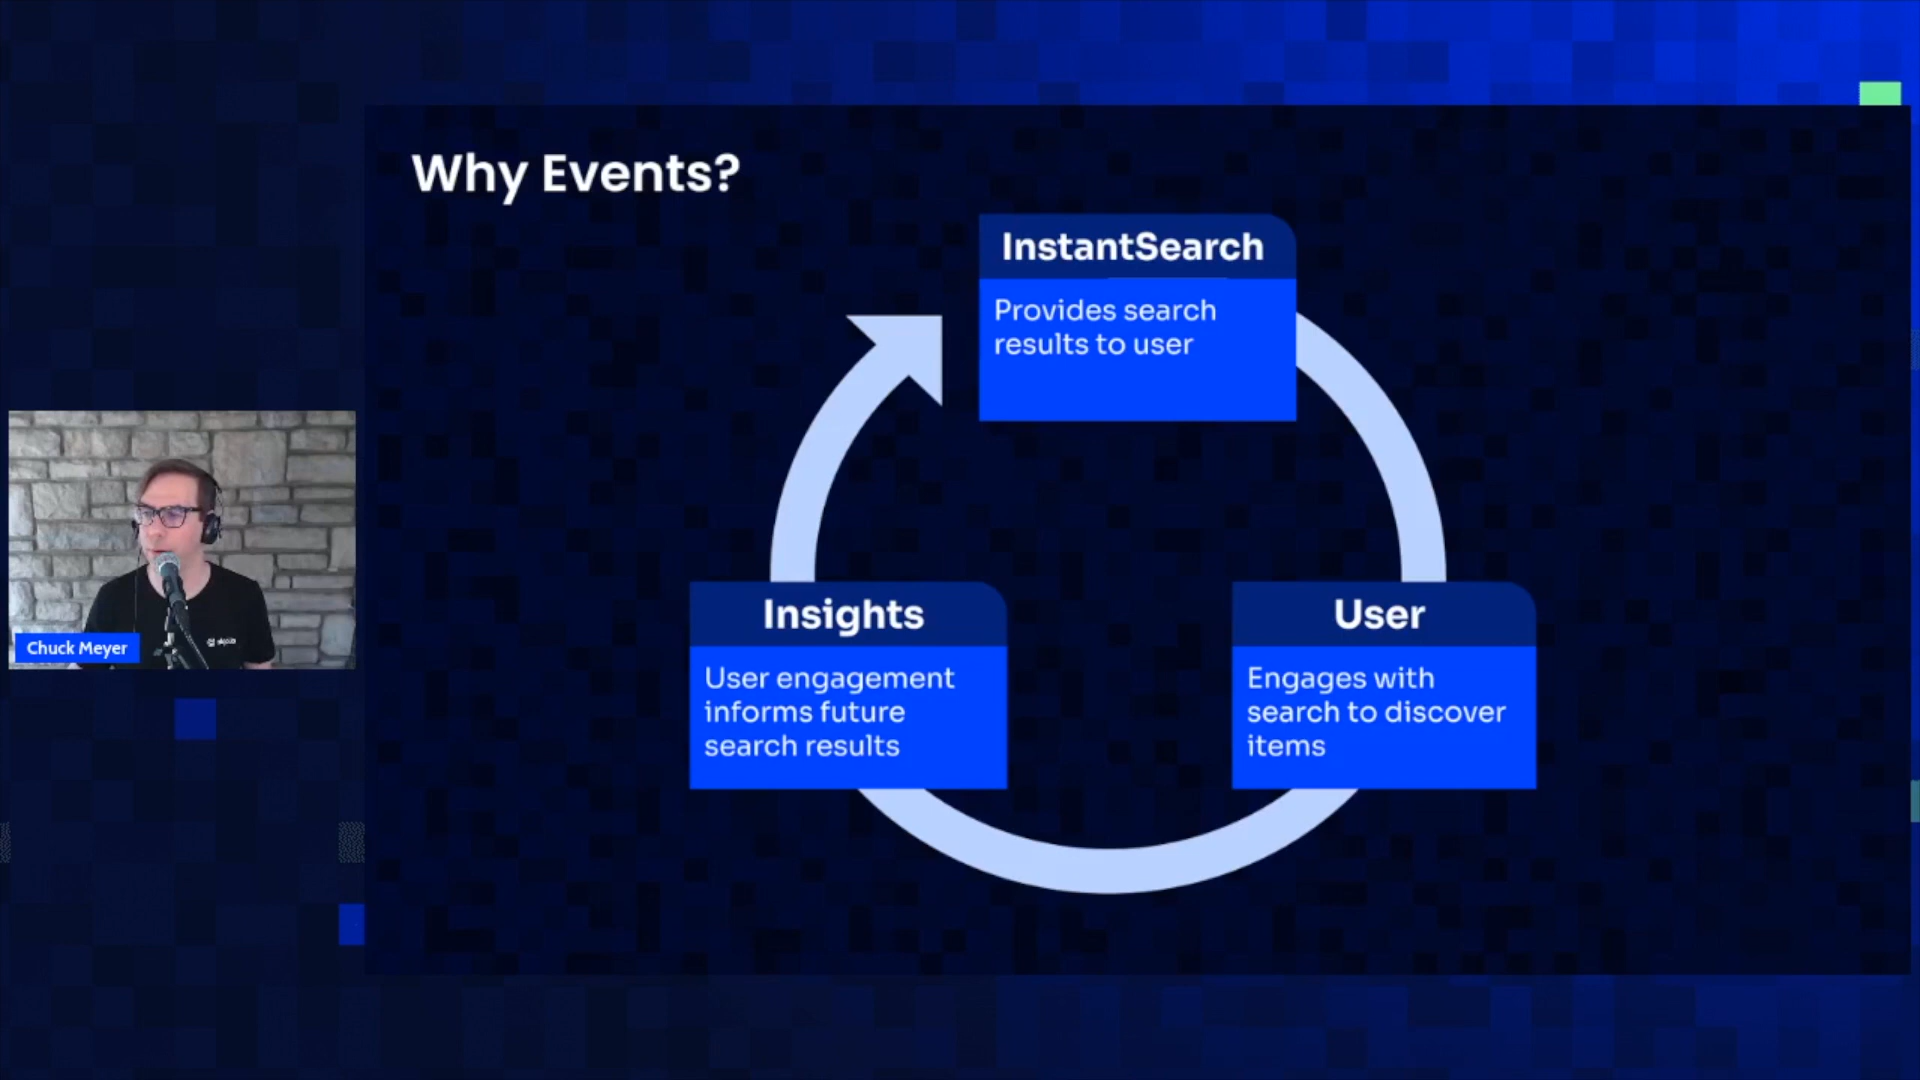 Why Events?
InstantSearch
Provides search
results to user
Insights
User engagement
informs future
search results
User
Engages with
search to discover
items
Chuck Meyer